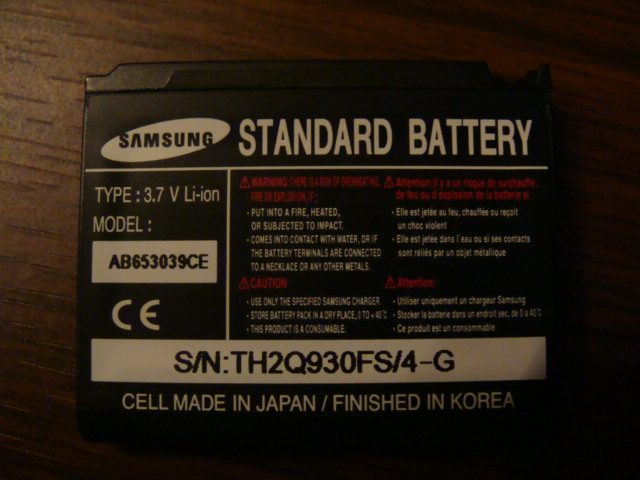 SAMSUNG STANDARD BATTERY
TYPE : 3.7 V Li-ion
MODEL :
AB653039CE
CE
WARNING: THERE IS A RISK OF OVERHEATING,
FIRE OR EXPLOSION, IF :
• PUT INTO A FIRE, HEATED,
OR SUBJECTED TO IMPACT.
• COMES INTO CONTACT WITH WATER, OR IF
THE BATTERY TERMINALS ARE CONNECTED
TO A NECKLACE OR ANY OTHER METALS.
CAUTION
• USE ONLY THE SPECIFIED SAMSUNG CHARGER.
• STORE BATTERY PACK IN A DRY PLACE, 0 TO +40°C
• THIS PRODUCT IS A CONSUMABLE.
Attention:il y a un risque de surchauffe,
de feu ou d explosion de la batterie si :
• Elle est jetée au feu, chauffée ou reçoit
un choc violent
• Elle est jetée dans l'eau ou si ses contacts
sont reliés par un objet métallique
Attention:
• Utiliser uniquement un chargeur Samsung
• Stocker la batterie dans un endroit sec, de 0 à 40°c
• Ce produit est un consommable
S/N:TH2Q930FS/4-G
CELL MADE IN JAPAN / FINISHED IN KOREA